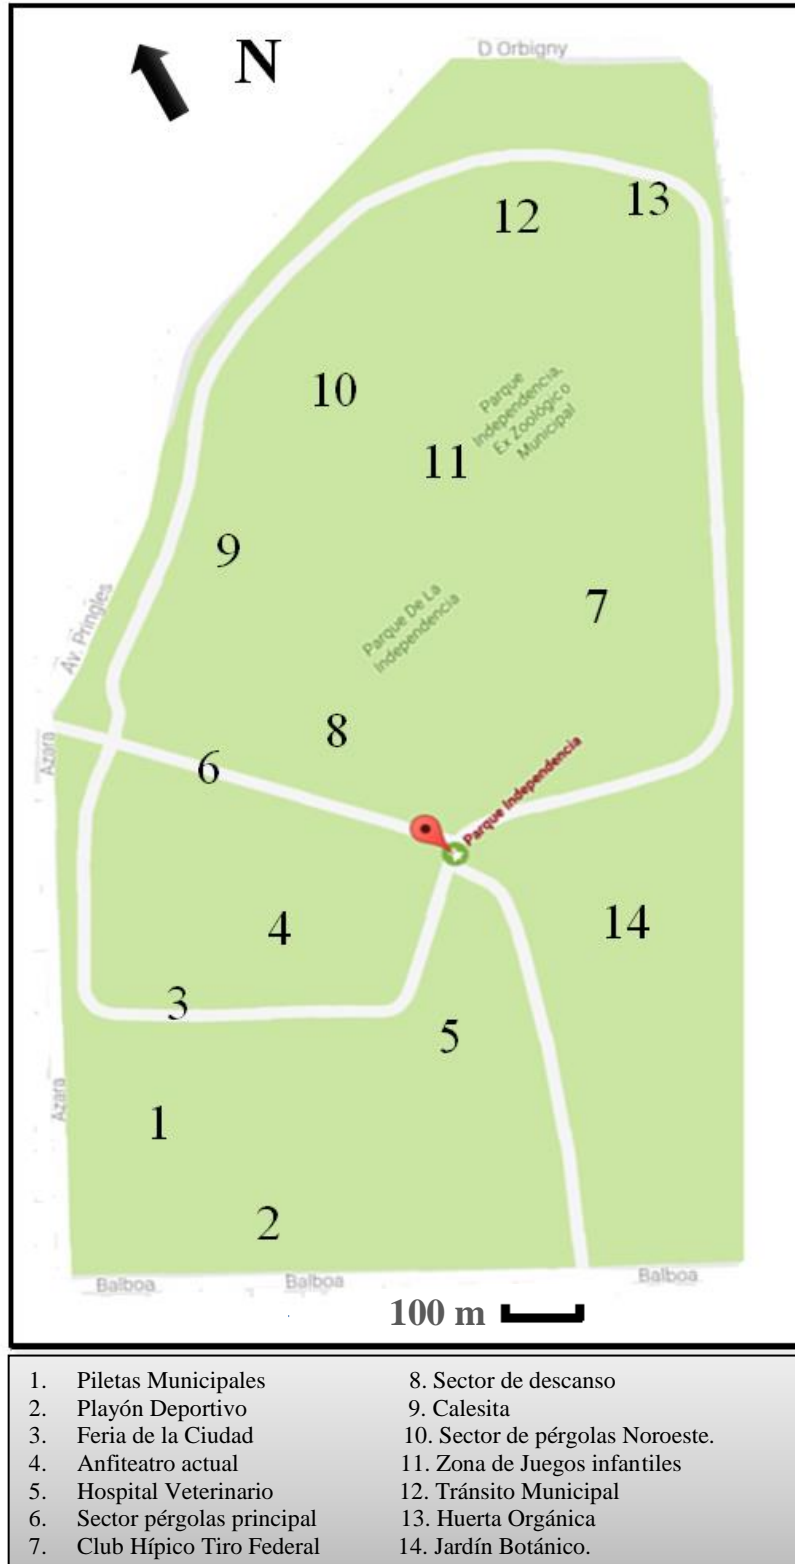 N
D Orbigny
12
13
10
Parque
Independencia,
Ex Zoológico
Municipal
11
9
7
Parque De La
Independencia
Av. Pringles
8
Azara
6
Parque Independencia
4
14
3
5
Azara
1
2
Balboa
Balboa
Balboa
100 m
1. Piletas Municipales
2. Playón Deportivo
3. Feria de la Ciudad
4. Anfiteatro actual
5. Hospital Veterinario
6. Sector pérgolas principal
7. Club Hípico Tiro Federal
8. Sector de descanso
9. Calesita
10. Sector de pérgolas Noroeste.
11. Zona de Juegos infantiles
12. Tránsito Municipal
13. Huerta Orgánica
14. Jardín Botánico.